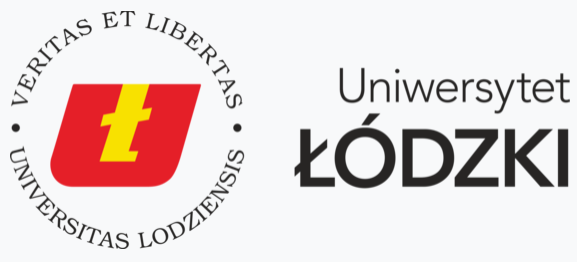 VERITAS ET LIBERTAS
ł
• UNIVERSITAS LODZIENSIS •
Uniwersytet
ŁÓDZKI